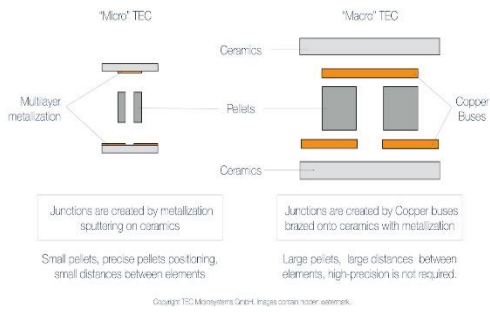 "Micro" TEC
"Macro" TEC
Ceramics
Multilayer
metalization
Pellets
Copper
Buses
Ceramics
Junctions are created by metallization
sputtering on ceramics
Junctions are created by Copper buses
brazed onto ceramics with metalization
Small pellets, precise pellets positioning,
small distances between elements
Large pellets, large distances between
elements, high-precision is not required.
Copyright TEC Microsystems GmbH. Images contain hidden watermark.